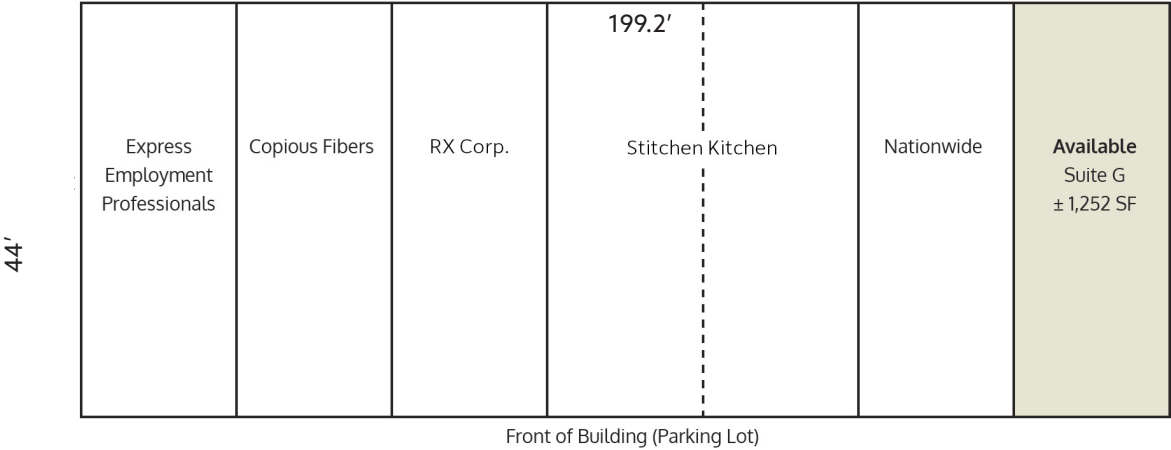 199.2′
Express
Employment
Professionals
Copious Fibers
RX Corp.
Stitchen Kitchen
Nationwide
Available
Suite G
± 1,252 SF
44′
Front of Building (Parking Lot)